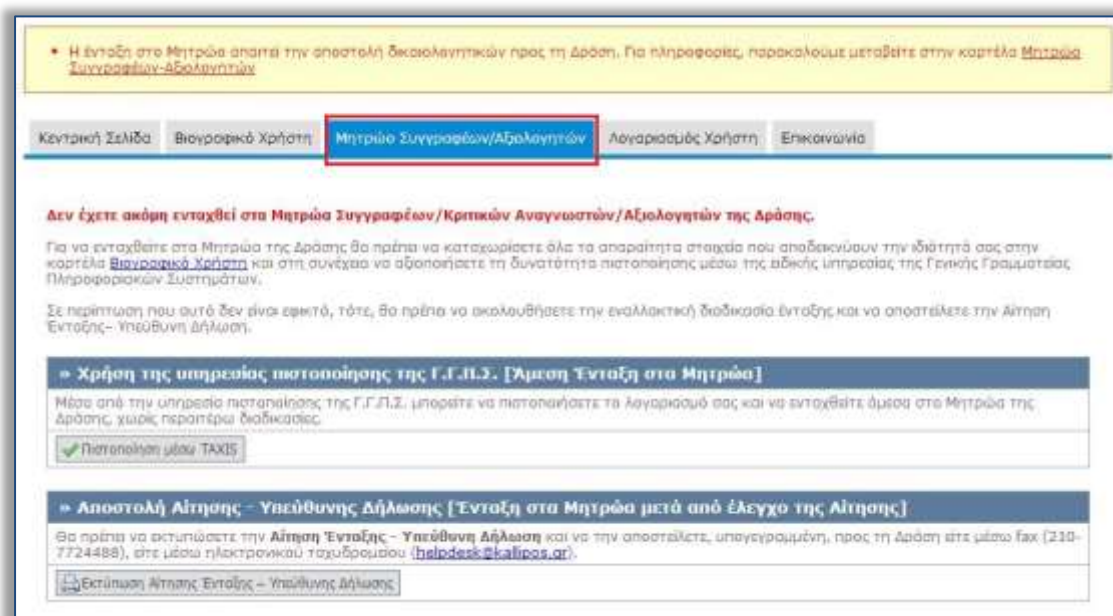 • Η ένταξη στο Μητρώο απαιτεί την αποστολή δικαιολογητικών προς τη Δράση. Για πληροφορίες, παρακαλούμε μεταβείτε στην καρτέλα Μητρώο
Συγγραφέων-Αξιολογητών
Κεντρική Σελίδα Βιογραφικό Χρήστη Μητρώο Συγγραφέων/Αξιολογητών Λογαριασμός Χρήστη Επικοινωνία
Δεν έχετε ακόμη ενταχθεί στα Μητρώα Συγγραφέων/Κριτικών Αναγνωστών/Αξιολογητών της Δράσης.
Για να ενταχθείτε στα Μητρώα της Δράσης θα πρέπει να καταχωρίσετε όλα τα απαραίτητα στοιχεία που αποδεικνύουν την ιδιότητά σας στην
καρτέλα Βιογραφικό Χρήστη και στη συνέχεια να αξιοποιήσετε τη δυνατότητα πιστοποίησης μέσω της ειδικής υπηρεσίας της Γενικής Γραμματείας
Πληροφοριακών Συστημάτων.
Σε περίπτωση που αυτό δεν είναι εφικτό, τότε, θα πρέπει να ακολουθήσετε την εναλλακτική διαδικασία ένταξης και να αποστείλετε την Αίτηση
Ένταξης– Υπεύθυνη Δήλωση.
» Χρήση της υπηρεσίας πιστοποίησης της Γ.Γ.Π.Σ. [Άμεση Ένταξη στα Μητρώα]
Μέσα από την υπηρεσία πιστοποίησης της Γ.Γ.Π.Σ. μπορείτε να πιστοποιήσετε το λογαριασμό σας και να ενταχθείτε άμεσα στα Μητρώα της
Δράσης, χωρίς περαιτέρω διαδικασίες.
Πιστοποίηση μέσω TAXIS
» Αποστολή Αίτησης - Υπεύθυνης Δήλωσης [Ένταξη στα Μητρώα μετά από έλεγχο της Αίτησης]
Θα πρέπει να εκτυπώσετε την Αίτηση Ένταξης – Υπεύθυνη Δήλωση και να την αποστείλετε, υπογεγραμμένη, προς τη Δράση είτε μέσω fax (210-
7724488), είτε μέσω ηλεκτρονικού ταχυδρομείου (helpdesk@kallipos.gr).
Εκτύπωση Αίτησης Ένταξης – Υπεύθυνης Δήλωσης